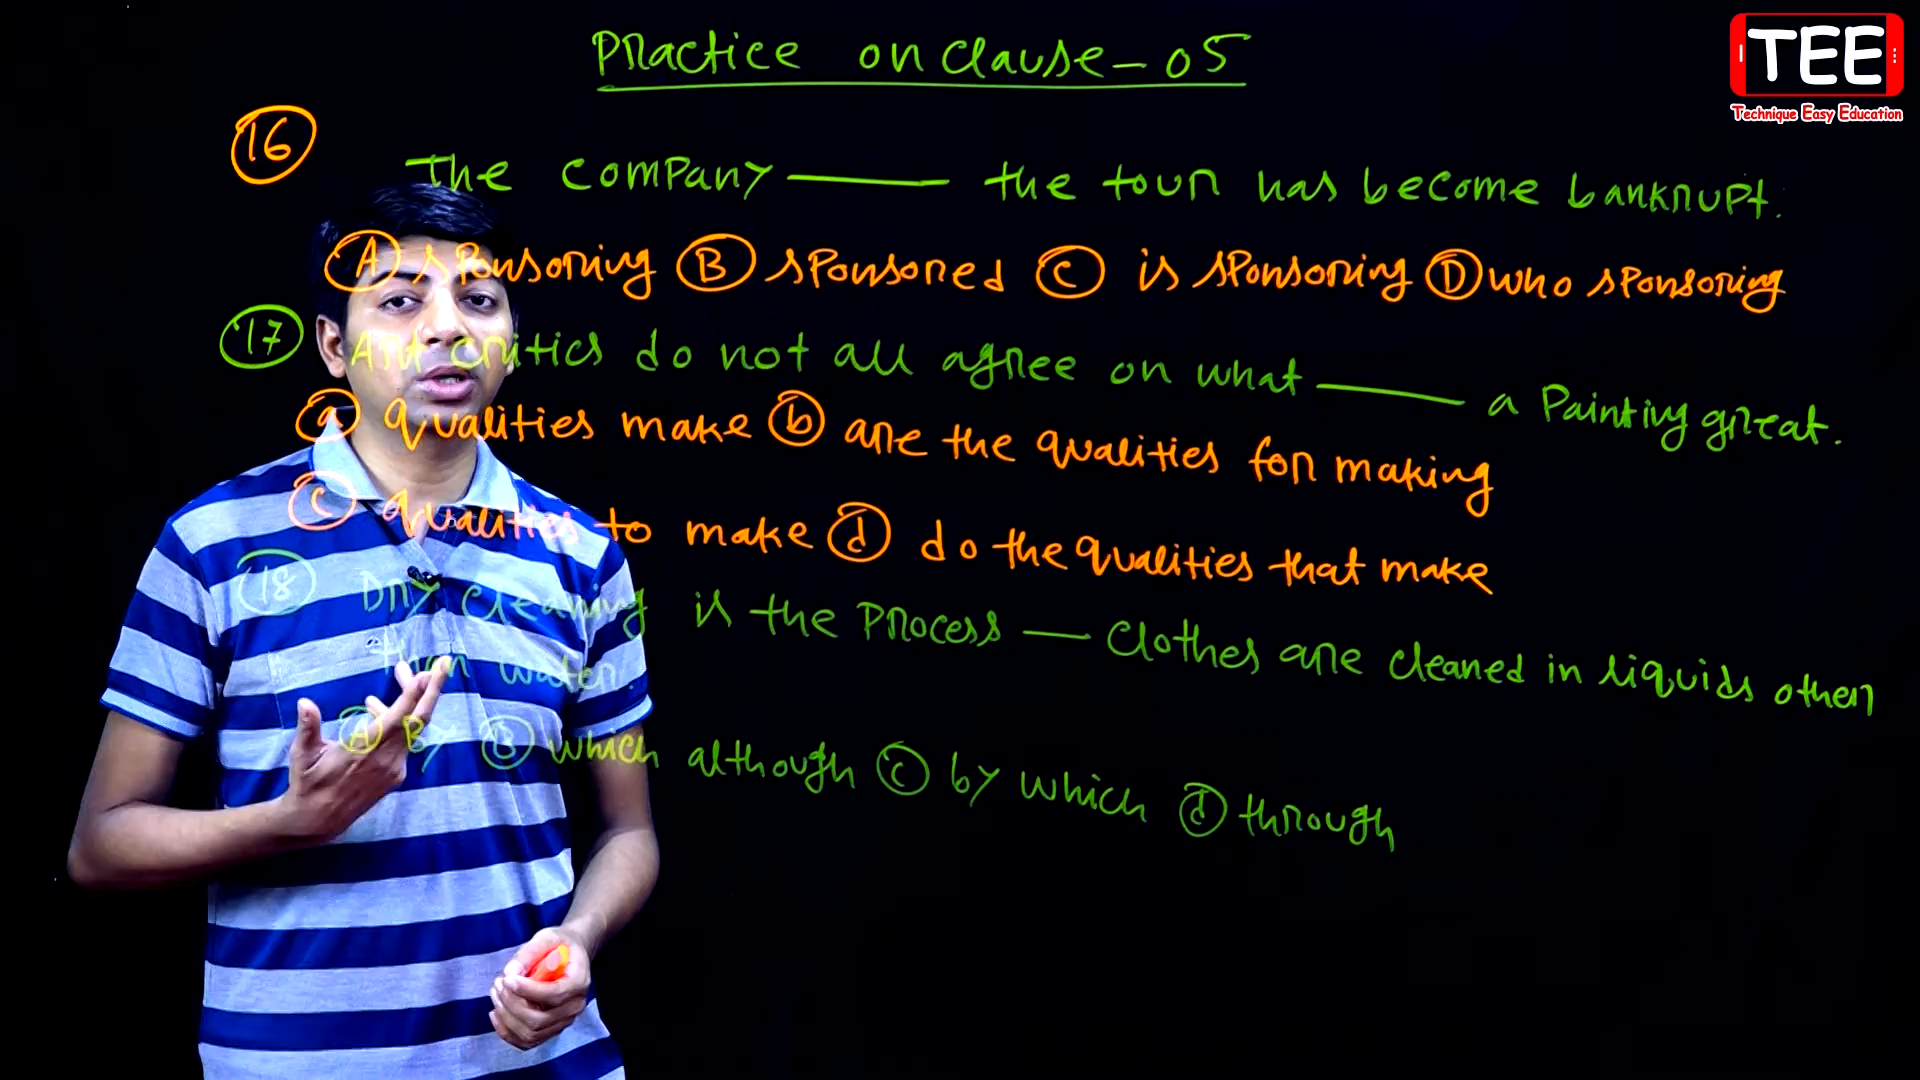 Practice on clause - 05
TEE
Technique Easy Education
16 The company ——— the town has become bankrupt.
A sponsoring B sponsored C is sponsoring D who sponsoring
17 Art critics do not all agree on what ——— a painting great.
a qualities make b are the qualities for making
c qualities to make d do the qualities that make
18 Dry cleaning is the process — clothes are cleaned in liquids other
than water.
A By B which although C by which d through